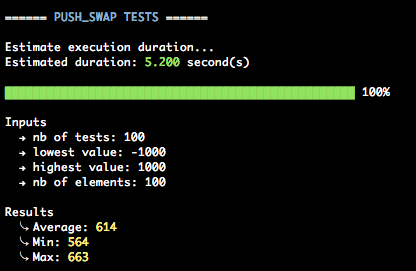 ====== PUSH_SWAP TESTS ======
Estimate execution duration...
Estimated duration: 5.200 second(s)
100%
Inputs
→ nb of tests: 100
→ lowest value: -1000
→ highest value: 1000
→ nb of elements: 100
Results
⤷ Average: 614
⤷ Min: 564
⤷ Max: 663